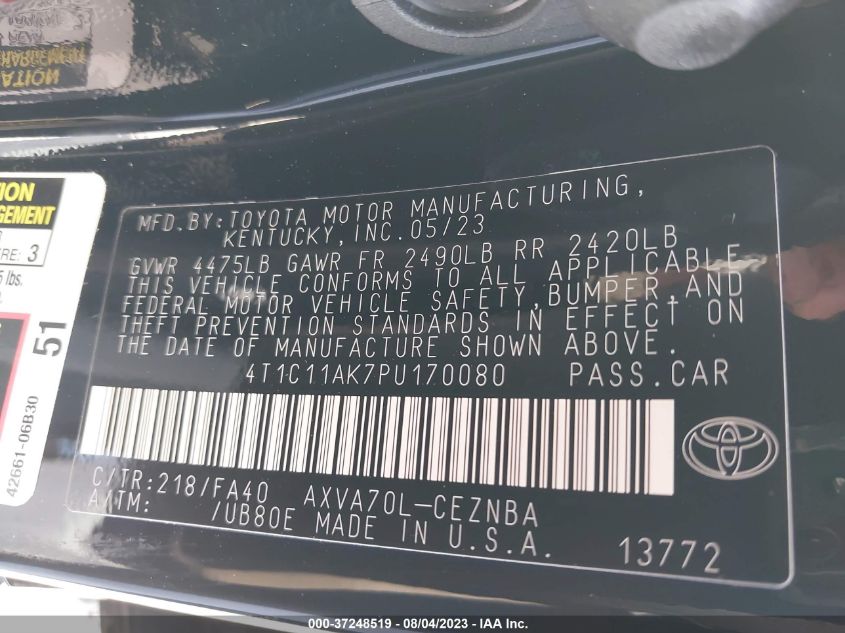 MFD.BY:TOYOTA MOTOR MANUFACTURING,
KENTUCKY,INC.05/23
GVWR 4475LB GAWR FR 2490LB RR 2420LB
THIS VEHICLE CONFORMS TO ALL APPLICABLE
FEDERAL MOTOR VEHICLE SAFETY,BUMPER,AND
THEFT PREVENTION STANDARDS IN EFFECT ON
THE DATE OF MANUFACTURE SHOWN ABOVE.
4T1C11AK7PU170080 PASS.CAR
C/TR:218/FA40 AXVA70L-CEZNBA
A/TM: /UB80E MADE IN U.S.A.
13772
3
lbs.
51
42661-06B30
000-37248519 - 08/04/2023 - IAA Inc.